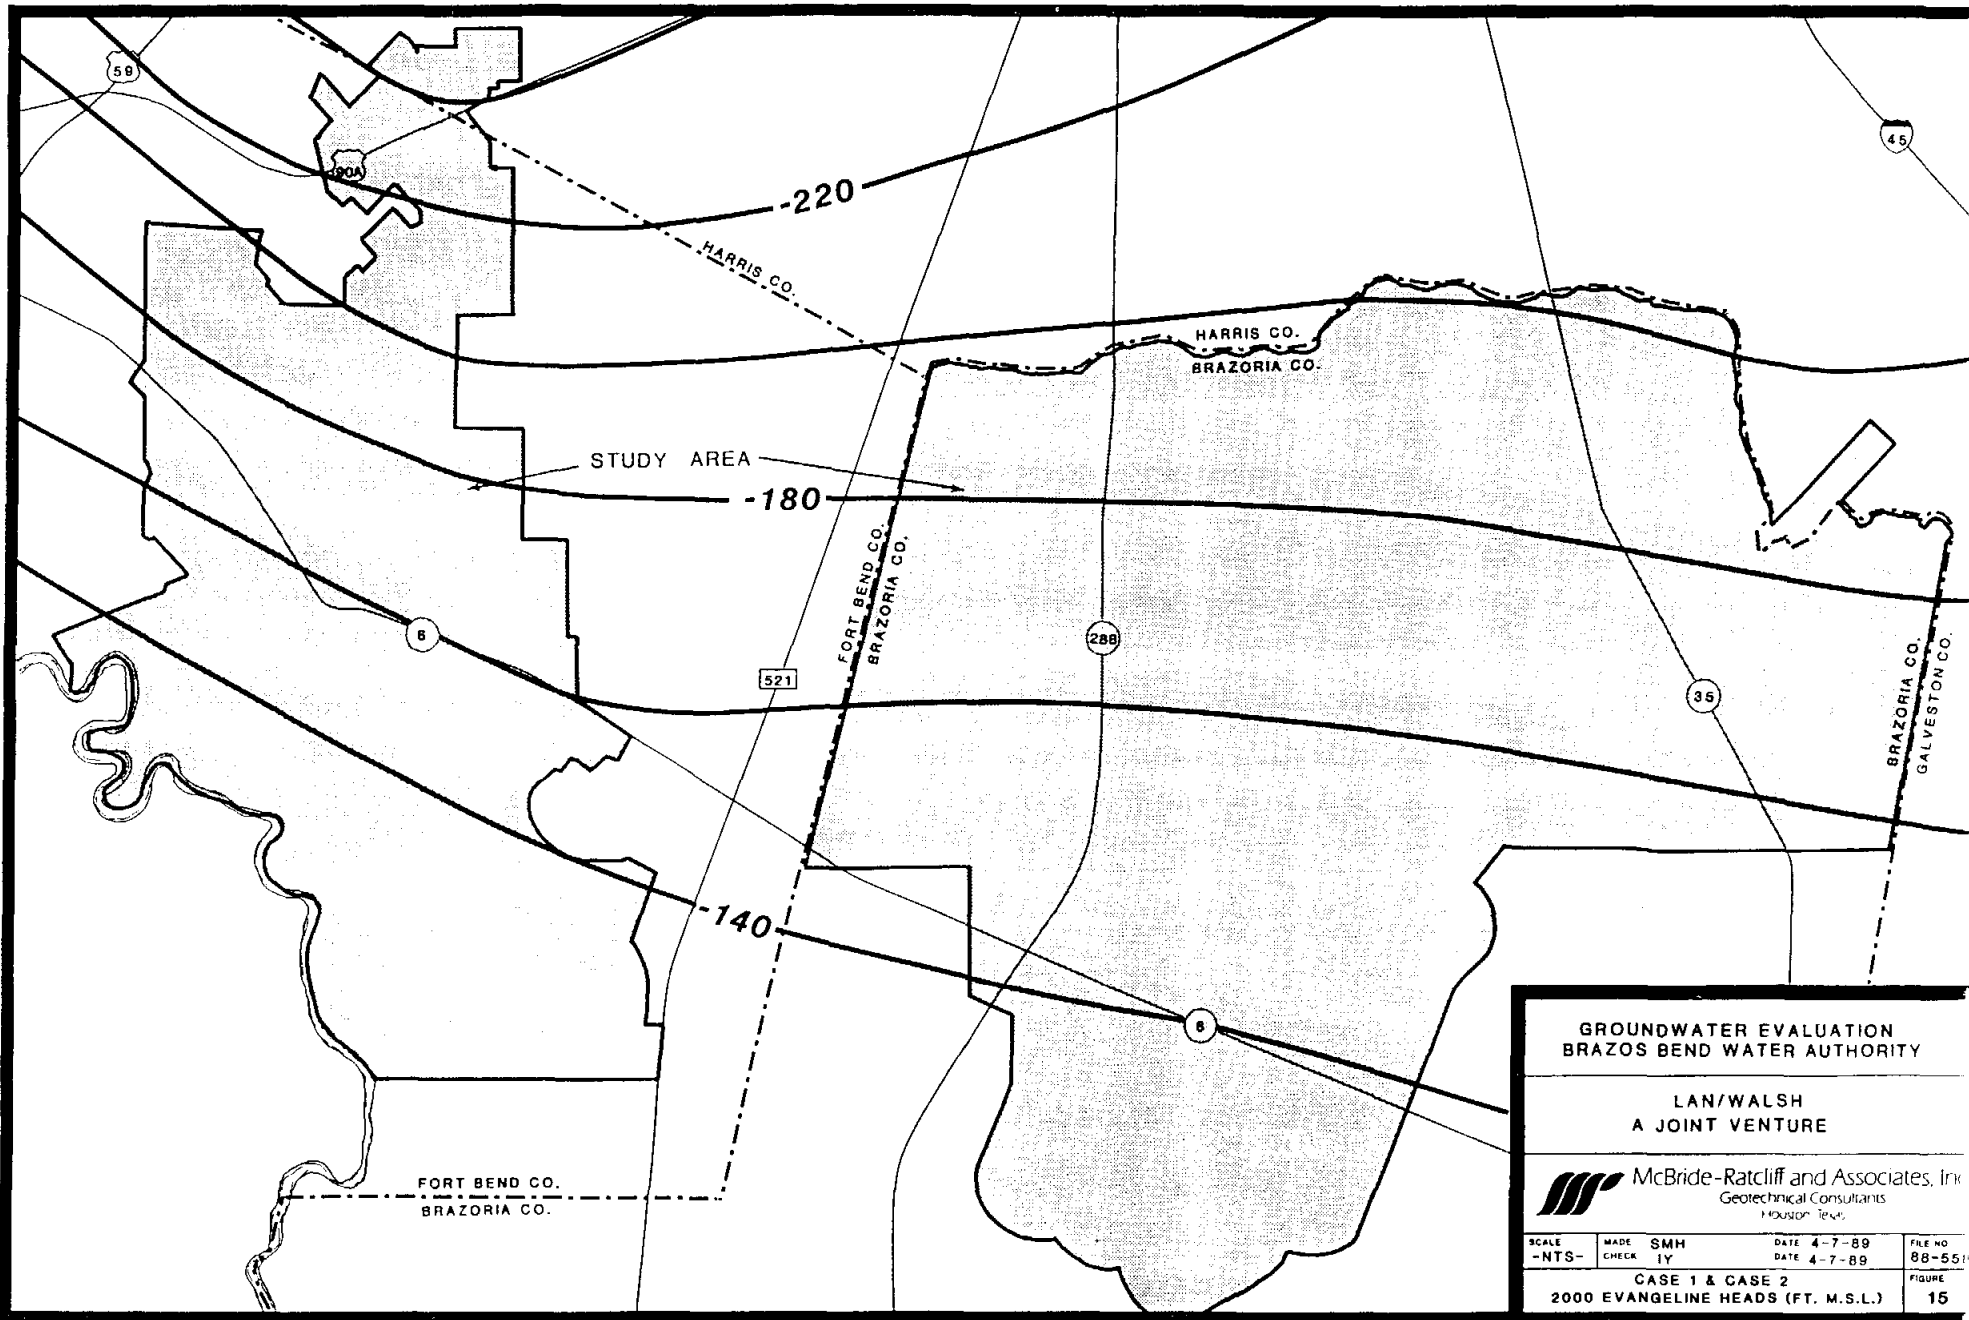 59
45
90A
-220
HARRIS CO.
HARRIS CO.
BRAZORIA CO.
STUDY AREA
-180
FORT BEND CO.
BRAZORIA CO.
6
288
521
35
BRAZORIA CO.
GALVESTON CO.
-140
6
FORT BEND CO.
BRAZORIA CO.
GROUNDWATER EVALUATION
BRAZOS BEND WATER AUTHORITY
LAN/WALSH
A JOINT VENTURE
McBride-Ratcliff and Associates, Inc
Geotechnical Consultants
Houston Texas
SCALE
-NTS-
MADE SMH
CHECK IY
DATE 4-7-89
DATE 4-7-89
FILE NO
88-551
CASE 1 & CASE 2
2000 EVANGELINE HEADS (FT. M.S.L.)
FIGURE
15